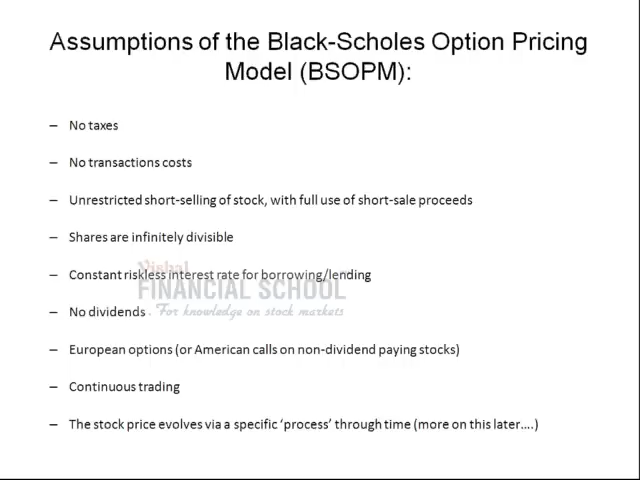 Assumptions of the Black-Scholes Option Pricing
Model (BSOPM):
– No taxes
– No transactions costs
– Unrestricted short-selling of stock, with full use of short-sale proceeds
– Shares are infinitely divisible
Vishal
– Constant riskless interest rate for borrowing/lending
FINANCIAL SCHOOL
– No dividends
For knowledge on stock markets
– European options (or American calls on non-dividend paying stocks)
– Continuous trading
– The stock price evolves via a specific ‘process’ through time (more on this later….)